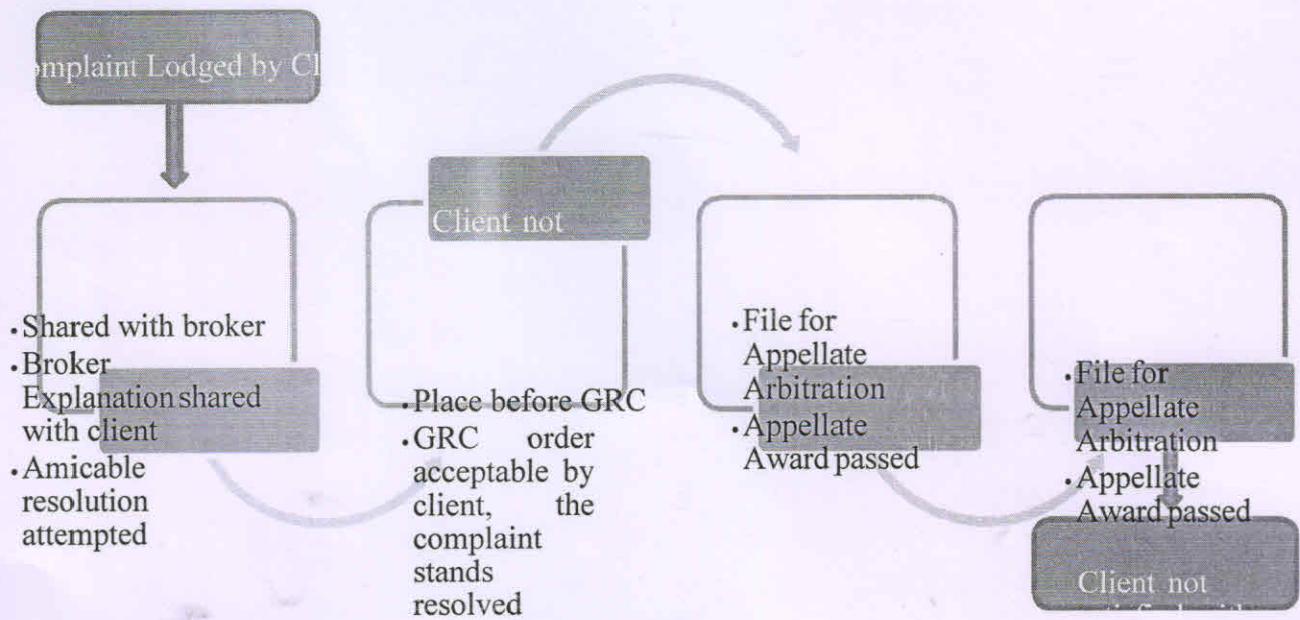 omplaint Lodged by Cl
• Shared with broker
• Broker
Explanation shared
with client
• Amicable
resolution
attempted
Client not
• Place before GRC
• GRC order
acceptable by
client, the
complaint
stands
resolved
• File for
Appellate
Arbitration
• Appellate
Award passed
• File for
Appellate
Arbitration
• Appellate
Award passed
Client not